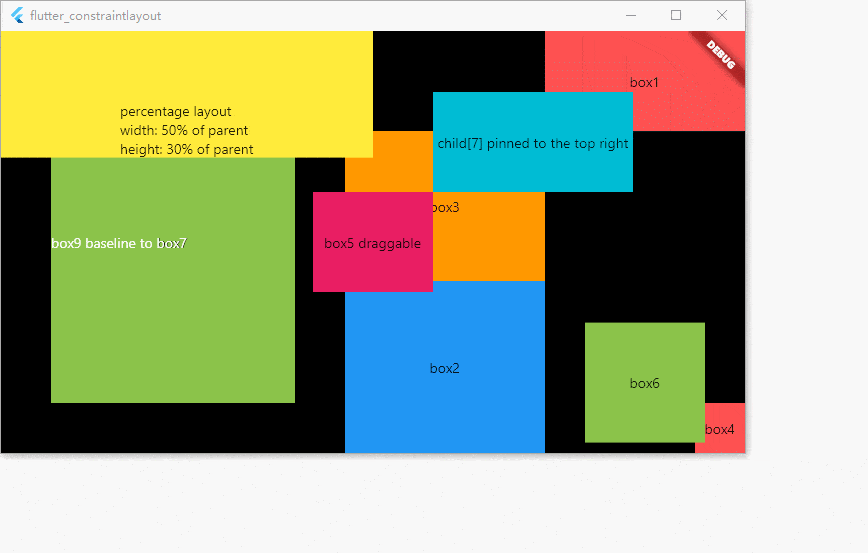 flutter_constraintlayout
DEBUG
box1
percentage layout
width: 50% of parent
height: 30% of parent
child[7] pinned to the top right
box3
box9 baseline to box7
box5 draggable
box2
box6
box4